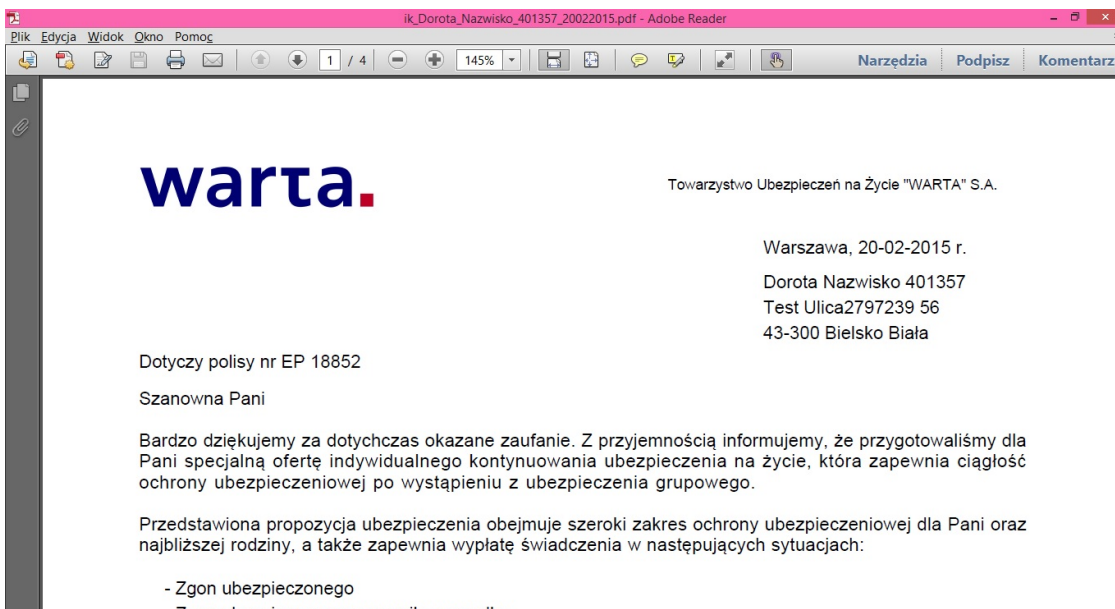 ik_Dorota_Nazwisko_401357_20022015.pdf - Adobe Reader
Plik Edycja Widok Okno Pomoc
1 / 4 145% Narzędzia Podpisz Komentarz
warta.
Towarzystwo Ubezpieczeń na Życie "WARTA" S.A.
Warszawa, 20-02-2015 r.
Dorota Nazwisko 401357
Test Ulica2797239 56
43-300 Bielsko Biała
Dotyczy polisy nr EP 18852
Szanowna Pani
Bardzo dziękujemy za dotychczas okazane zaufanie. Z przyjemnością informujemy, że przygotowaliśmy dla
Pani specjalną ofertę indywidualnego kontynuowania ubezpieczenia na życie, która zapewnia ciągłość
ochrony ubezpieczeniowej po wystąpieniu z ubezpieczenia grupowego.
Przedstawiona propozycja ubezpieczenia obejmuje szeroki zakres ochrony ubezpieczeniowej dla Pani oraz
najbliższej rodziny, a także zapewnia wypłatę świadczenia w następujących sytuacjach:
- Zgon ubezpieczonego